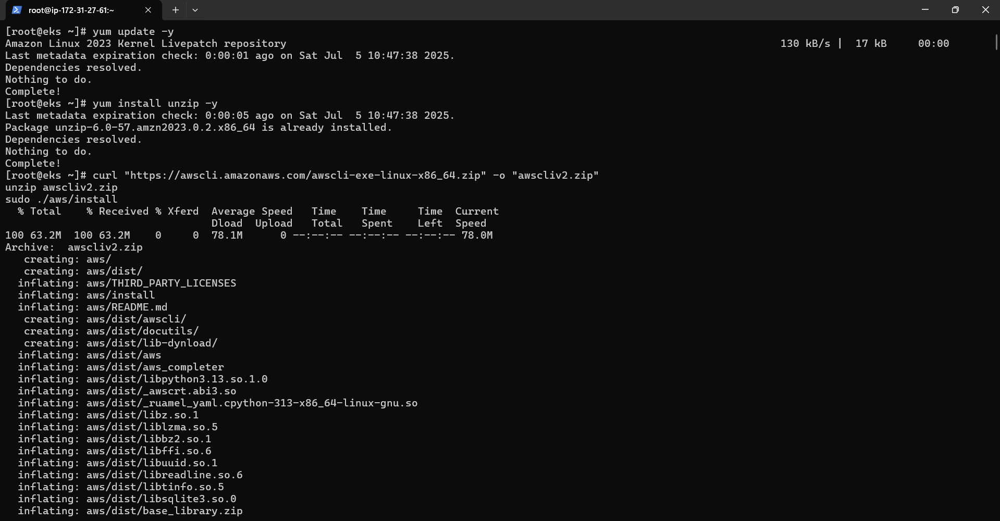 root@ip-172-31-27-61:~
[root@eks ~]# yum update -y
Amazon Linux 2023 Kernel Livepatch repository 130 kB/s | 17 kB 00:00
Last metadata expiration check: 0:00:01 ago on Sat Jul  5 10:47:38 2025.
Dependencies resolved.
Nothing to do.
Complete!
[root@eks ~]# yum install unzip -y
Last metadata expiration check: 0:00:05 ago on Sat Jul  5 10:47:38 2025.
Package unzip-6.0-57.amzn2023.0.2.x86_64 is already installed.
Dependencies resolved.
Nothing to do.
Complete!
[root@eks ~]# curl "https://awscli.amazonaws.com/awscli-exe-linux-x86_64.zip" -o "awscliv2.zip"
unzip awscliv2.zip
sudo ./aws/install
  % Total    % Received % Xferd  Average Speed   Time    Time     Time  Current
                                 Dload  Upload   Total   Spent    Left  Speed
100 63.2M  100 63.2M    0     0  78.1M      0 --:--:-- --:--:-- --:--:-- 78.0M
Archive:  awscliv2.zip
   creating: aws/
   creating: aws/dist/
  inflating: aws/THIRD_PARTY_LICENSES
  inflating: aws/install
  inflating: aws/README.md
   creating: aws/dist/awscli/
   creating: aws/dist/docutils/
   creating: aws/dist/lib-dynload/
  inflating: aws/dist/aws
  inflating: aws/dist/aws_completer
  inflating: aws/dist/libpython3.13.so.1.0
  inflating: aws/dist/_awscrt.abi3.so
  inflating: aws/dist/_ruamel_yaml.cpython-313-x86_64-linux-gnu.so
  inflating: aws/dist/libz.so.1
  inflating: aws/dist/liblzma.so.5
  inflating: aws/dist/libbz2.so.1
  inflating: aws/dist/libffi.so.6
  inflating: aws/dist/libuuid.so.1
  inflating: aws/dist/libreadline.so.6
  inflating: aws/dist/libtinfo.so.5
  inflating: aws/dist/libsqlite3.so.0
  inflating: aws/dist/base_library.zip